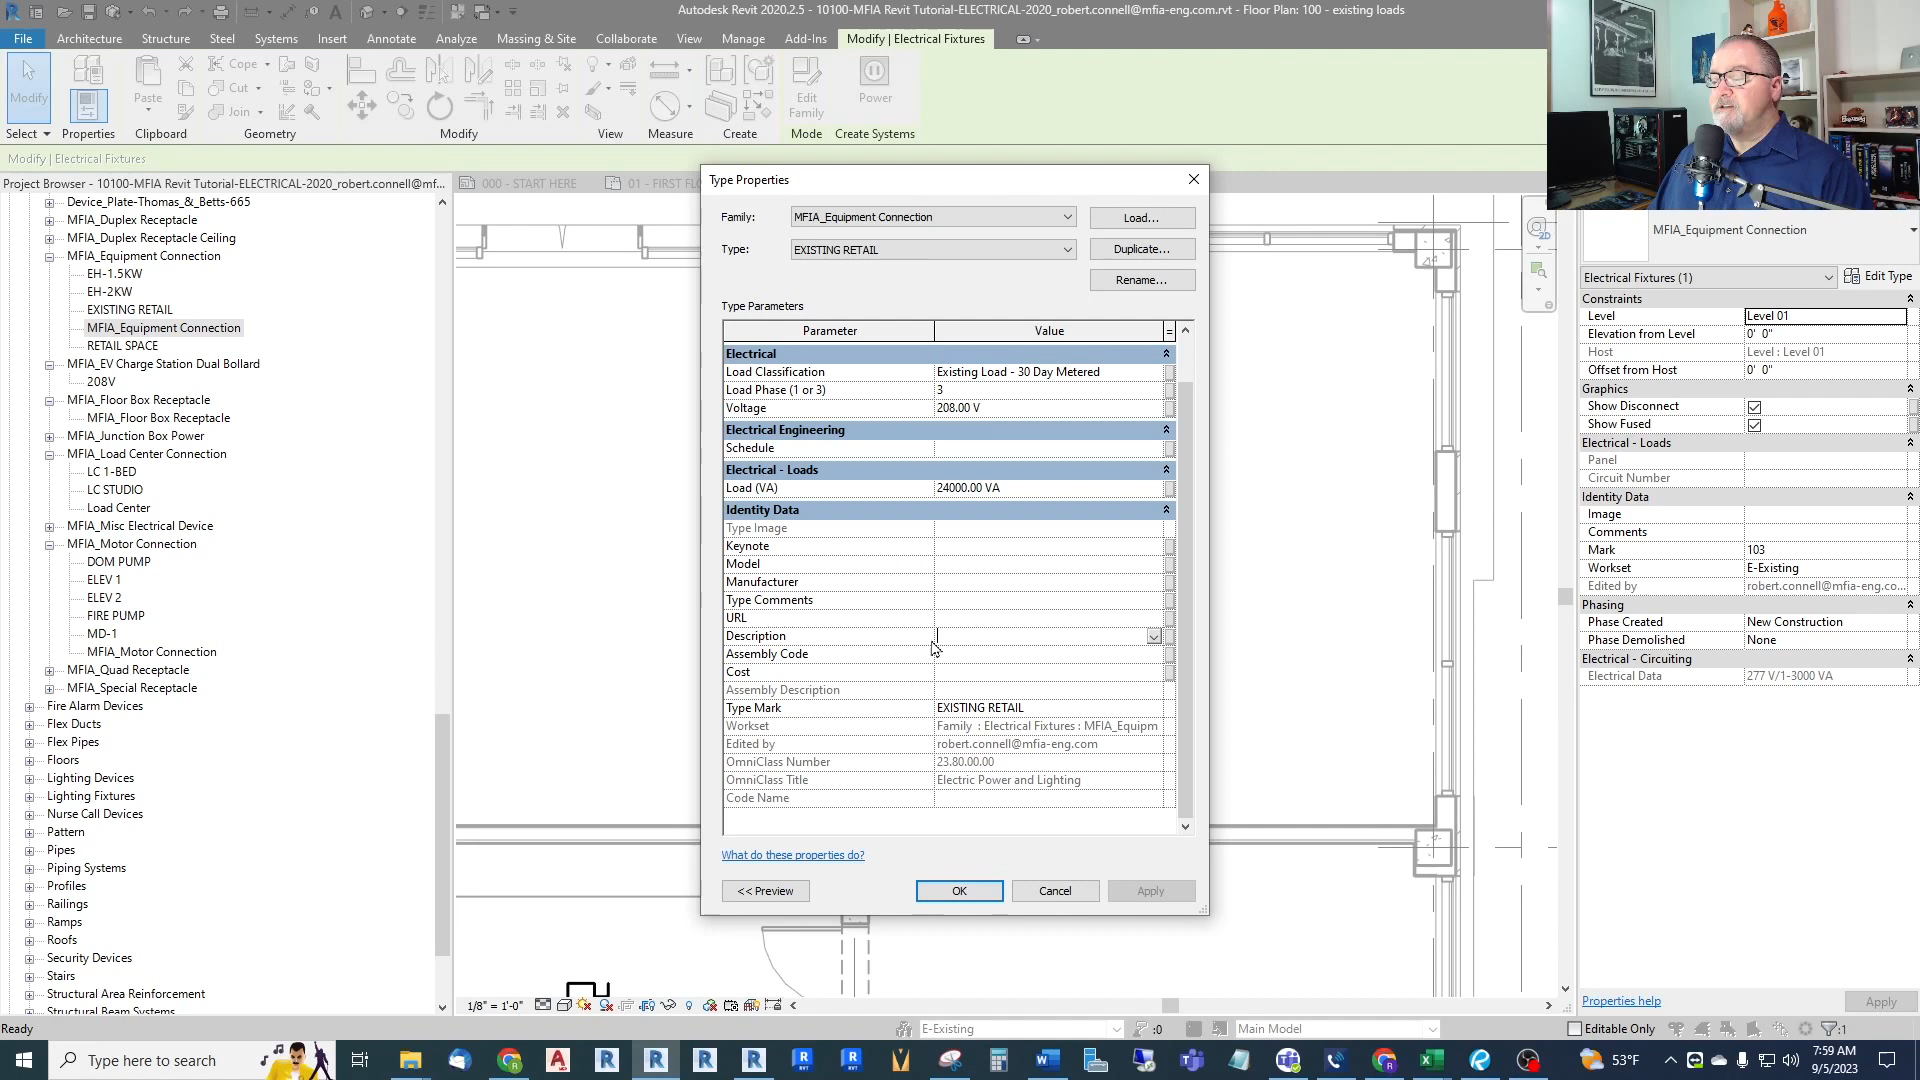 Autodesk Revit 2020.2.5 - 10100-MFIA Revit Tutorial-ELECTRICAL-2020_robert.connell@mfia-eng.com.rvt - Floor Plan: 100 - existing loads
File Architecture Structure Steel Systems Insert Annotate Analyze Massing & Site Collaborate View Manage Add-Ins Modify | Electrical Fixtures
Modify
Paste
Cope
Cut
Join
Edit
Family
Power
Select Properties Clipboard Geometry Modify View Measure Create Mode Create Systems
Modify | Electrical Fixtures
Project Browser - 10100-MFIA Revit Tutorial-ELECTRICAL-2020_robert.connell@mf...
000 - START HERE
01 - FIRST FL
Device_Plate-Thomas_&_Betts-665
MFIA_Duplex Receptacle
MFIA_Duplex Receptacle Ceiling
MFIA_Equipment Connection
EH-1.5KW
EH-2KW
EXISTING RETAIL
MFIA_Equipment Connection
RETAIL SPACE
MFIA_EV Charge Station Dual Bollard
208V
MFIA_Floor Box Receptacle
MFIA_Floor Box Receptacle
MFIA_Junction Box Power
MFIA_Load Center Connection
LC 1-BED
LC STUDIO
Load Center
MFIA_Misc Electrical Device
MFIA_Motor Connection
DOM PUMP
ELEV 1
ELEV 2
FIRE PUMP
MD-1
MFIA_Motor Connection
MFIA_Quad Receptacle
MFIA_Special Receptacle
Fire Alarm Devices
Flex Ducts
Flex Pipes
Floors
Lighting Devices
Lighting Fixtures
Nurse Call Devices
Pattern
Pipes
Piping Systems
Profiles
Railings
Ramps
Roofs
Security Devices
Stairs
Structural Area Reinforcement
Structural Beam Systems
Type Properties
Family: MFIA_Equipment Connection Load...
Type: EXISTING RETAIL Duplicate...
Rename...
Type Parameters
Parameter Value =
Electrical
Load Classification Existing Load - 30 Day Metered
Load Phase (1 or 3) 3
Voltage 208.00 V
Electrical Engineering
Schedule
Electrical - Loads
Load (VA) 24000.00 VA
Identity Data
Type Image
Keynote
Model
Manufacturer
Type Comments
URL
Description
Assembly Code
Cost
Assembly Description
Type Mark EXISTING RETAIL
Workset Family : Electrical Fixtures : MFIA_Equipm
Edited by robert.connell@mfia-eng.com
OmniClass Number 23.80.00.00
OmniClass Title Electric Power and Lighting
Code Name
What do these properties do?
<< Preview OK Cancel Apply
2D
MFIA_Equipment Connection
Electrical Fixtures (1) Edit Type
Constraints
Level Level 01
Elevation from Level 0' 0"
Host Level : Level 01
Offset from Host 0' 0"
Graphics
Show Disconnect
Show Fused
Electrical - Loads
Panel
Circuit Number
Identity Data
Image
Comments
Mark 103
Workset E-Existing
Edited by robert.connell@mfia-eng.co...
Phasing
Phase Created New Construction
Phase Demolished None
Electrical - Circuiting
Electrical Data 277 V/1-3000 VA
Properties help Apply
1/8" = 1'-0"
Ready
E-Existing
:0
Main Model
Editable Only
:1
Type here to search
53°F
7:59 AM
9/5/2023